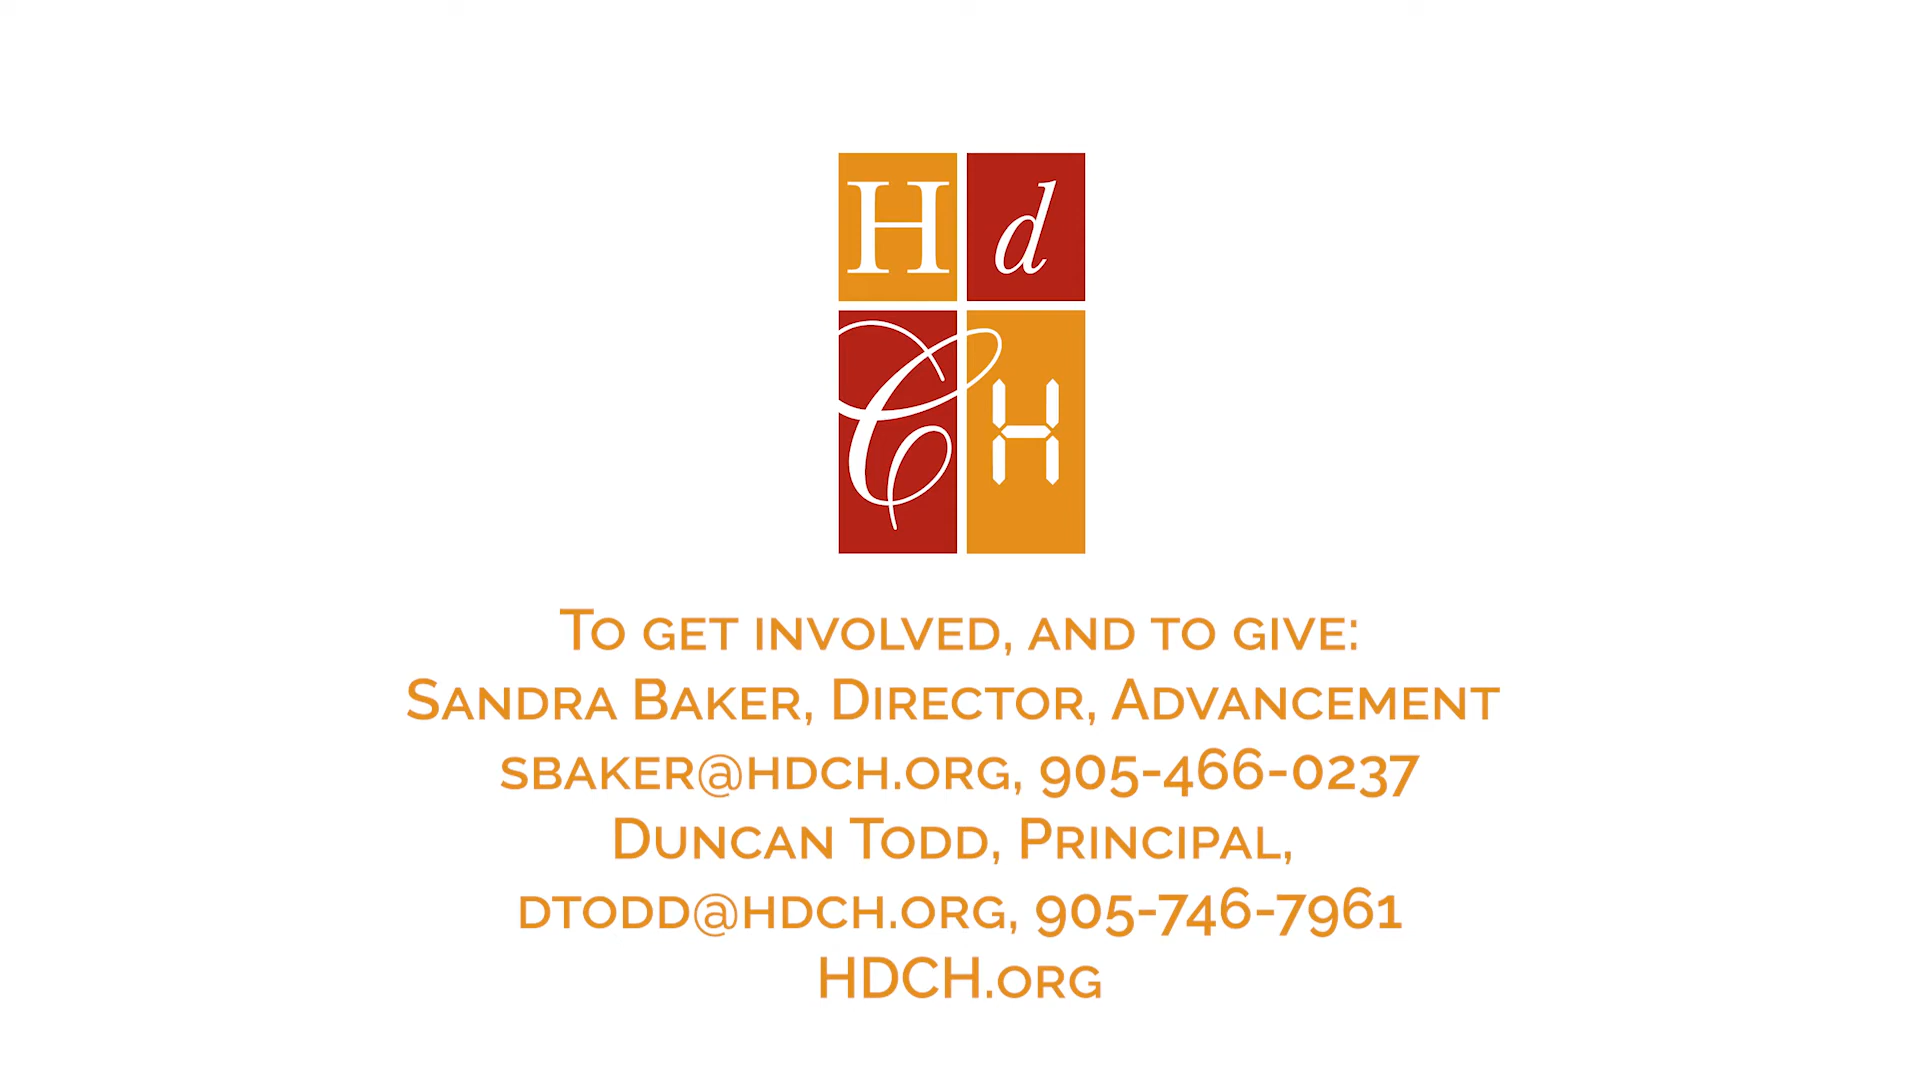 H d
C H
To get involved, and to give:
Sandra Baker, Director, Advancement
sbaker@hdch.org, 905-466-0237
Duncan Todd, Principal,
dtodd@hdch.org, 905-746-7961
HDCH.org